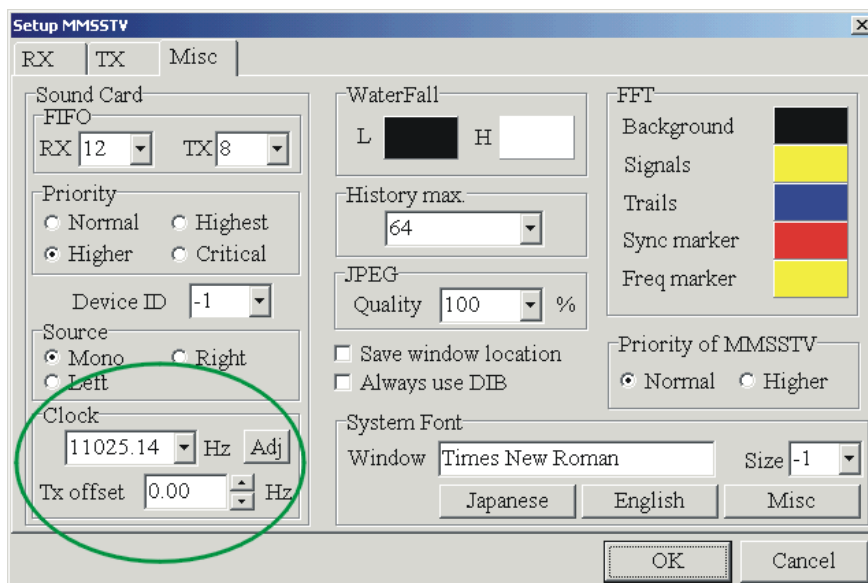 Setup MMSSTV
RX TX Misc
Sound Card
FIFO
RX 12 TX 8
Priority
Normal Highest
Higher Critical
Device ID -1
Source
Mono Right
Left
Clock
11025.14 Hz Adj
Tx offset 0.00 Hz
WaterFall
L H
History max.
64
JPEG
Quality 100 %
Save window location
Always use DIB
FFT
Background
Signals
Trails
Sync marker
Freq marker
Priority of MMSSTV
Normal Higher
System Font
Window Times New Roman Size -1
Japanese English Misc
OK Cancel